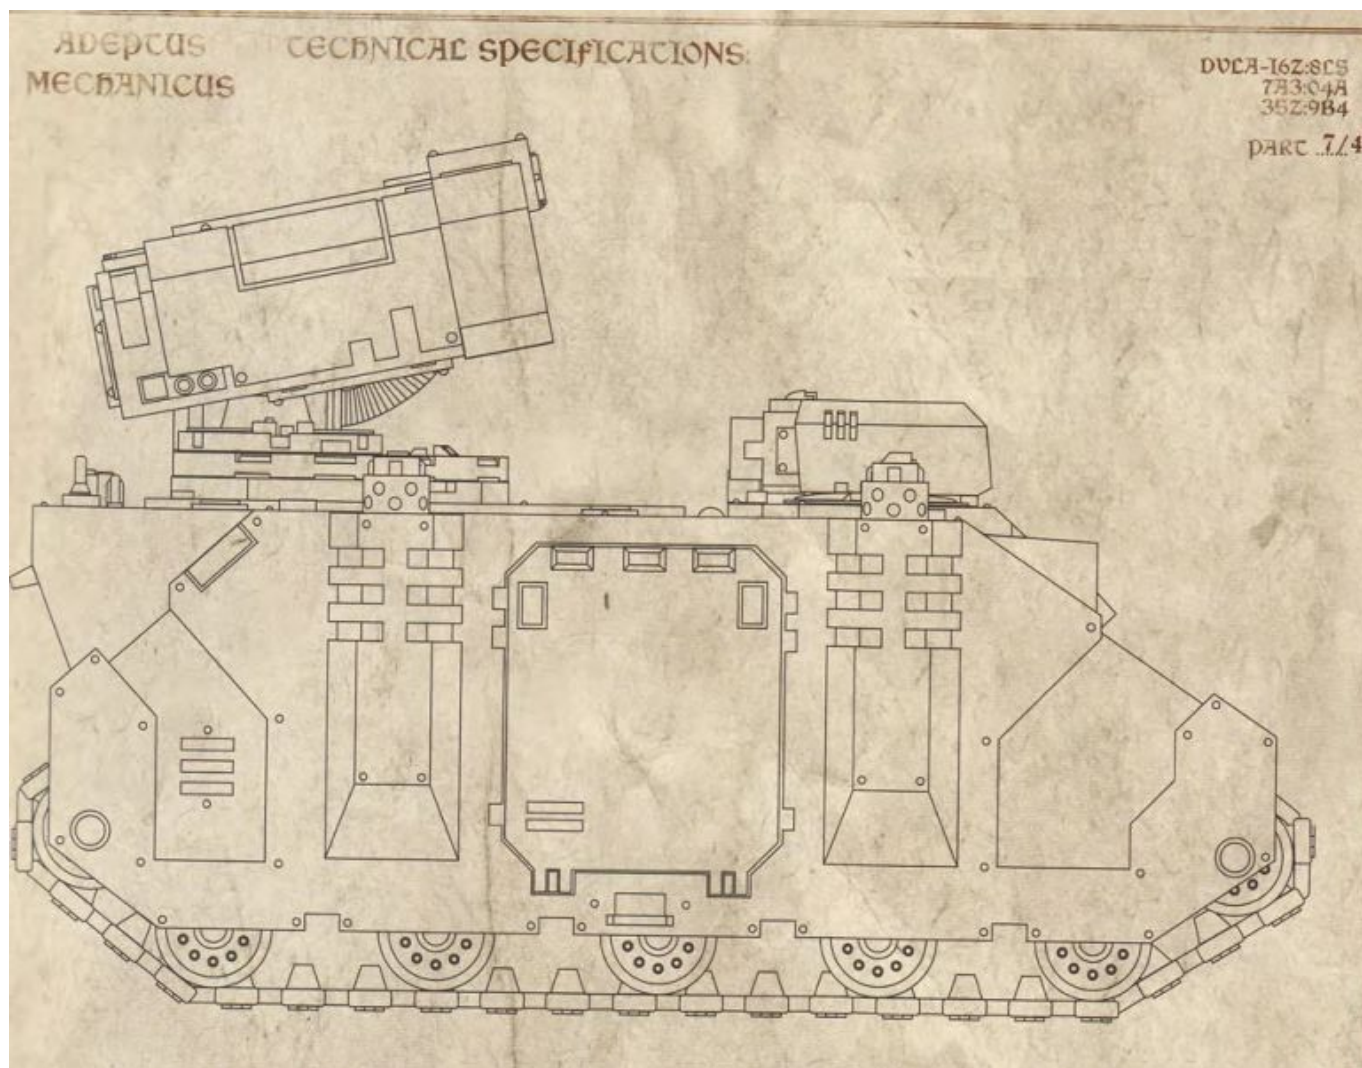 ADEPTUS
MECHANICUS
TECHNICAL SPECIFICATIONS:
DVLA-16Z:8LS
7A3:04A
35Z:9B4
PART ..7/4